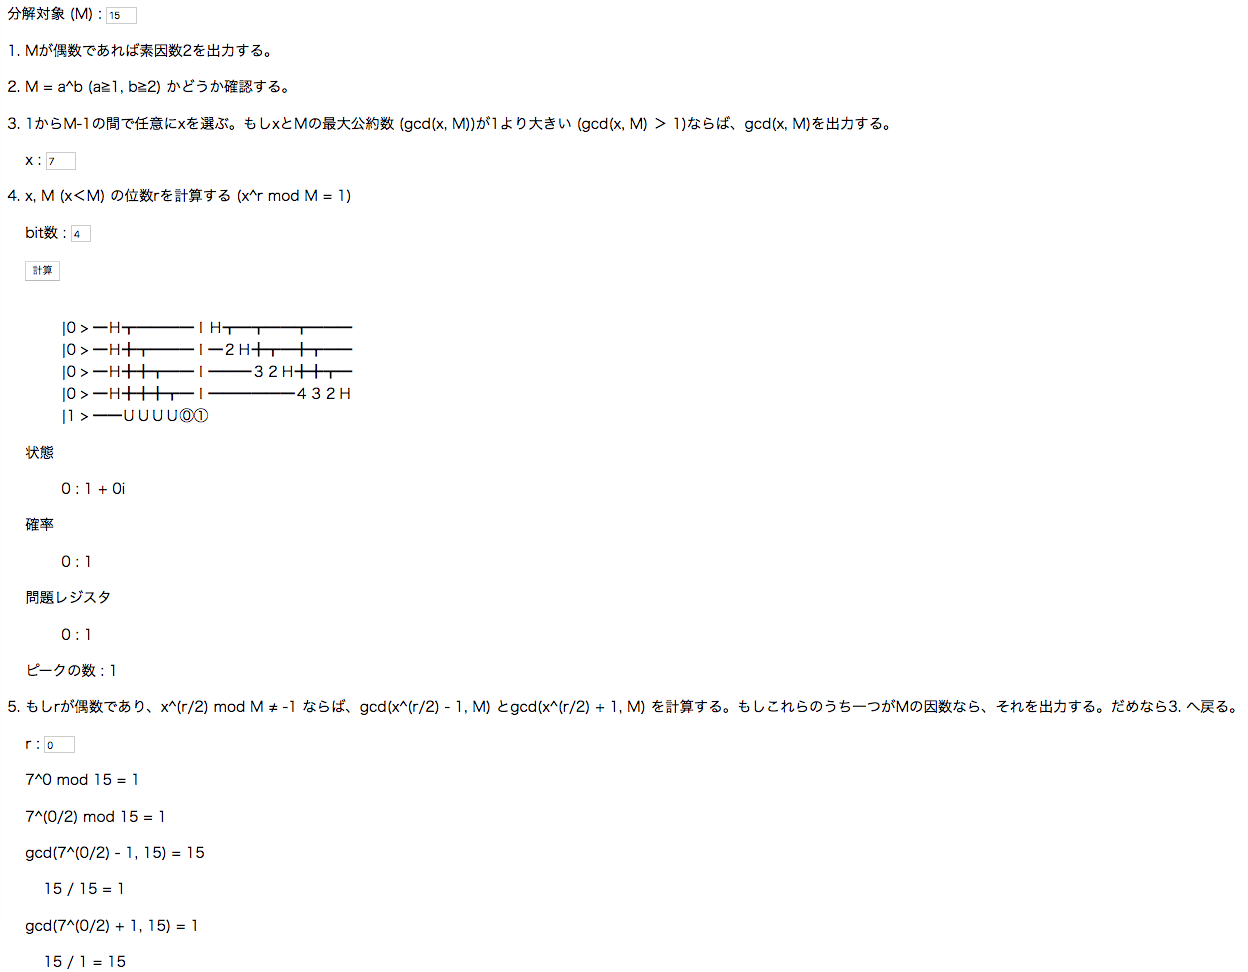 分解対象 (M) : 15
1. Mが偶数であれば素因数2を出力する。
2. M = a^b (a≧1, b≧2) かどうか確認する。
3. 1からM-1の間で任意にxを選ぶ。もしxとMの最大公約数 (gcd(x, M))が1より大きい (gcd(x, M) ＞ 1)ならば、gcd(x, M)を出力する。
x : 7
4. x, M (x＜M) の位数rを計算する (x^r mod M = 1)
bit数 : 4
計算
|0 > ━H┳━━━━ I H┳━┳━━┳━━━
|0 > ━H╋┳━━━ I ━2 H╋┳━╋┳━━
|0 > ━H╋╋┳━━ I ━━━3 2 H╋╋┳━
|0 > ━H╋╋╋┳━ I ━━━━━━4 3 2 H
|1 > ━━U U U U⓪①
状態
0 : 1 + 0i
確率
0 : 1
問題レジスタ
0 : 1
ピークの数 : 1
5. もしrが偶数であり、x^(r/2) mod M ≠ -1 ならば、gcd(x^(r/2) - 1, M) とgcd(x^(r/2) + 1, M) を計算する。もしこれらのうち一つがMの因数なら、それを出力する。だめなら3. へ戻る。
r : 0
7^0 mod 15 = 1
7^(0/2) mod 15 = 1
gcd(7^(0/2) - 1, 15) = 15
15 / 15 = 1
gcd(7^(0/2) + 1, 15) = 1
15 / 1 = 15